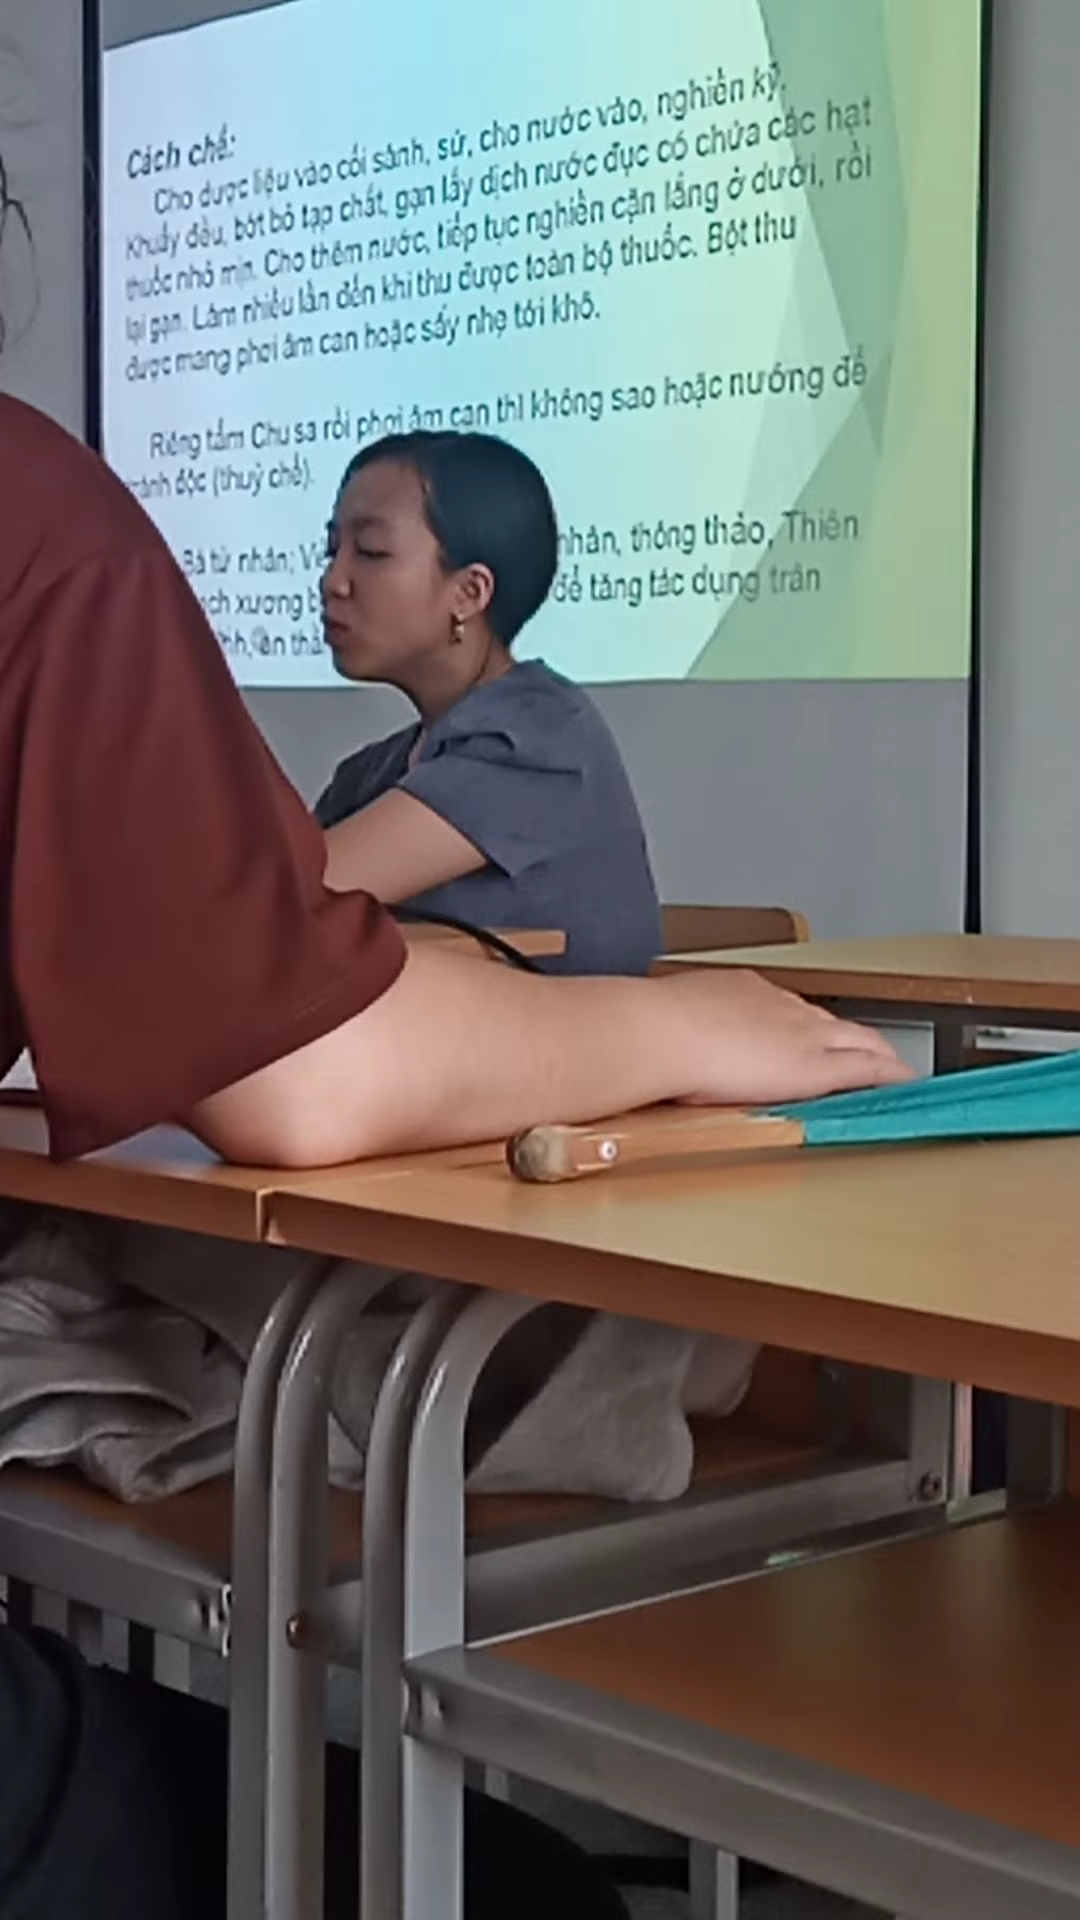 Cách chế:
Cho dược liệu vào cối sành, sứ, cho nước vào, nghiền kỹ.
Khuấy đều, bớt bỏ tạp chất, gạn lấy dịch nước đục có chứa các hạt
thuốc nhỏ mịn. Cho thêm nước, tiếp tục nghiền cặn lắng ở dưới, rồi
lại gạn. Làm nhiều lần đến khi thu được toàn bộ thuốc. Bột thu
được mang phơi âm can hoặc sấy nhẹ tới khô.
Riêng tẩm Chu sa rồi phơi âm can thì không sao hoặc nướng để
tránh độc (thuỷ chế).
Bá tử nhân; nhân, thông thảo, Thiên
xương để tăng tác dụng trấn